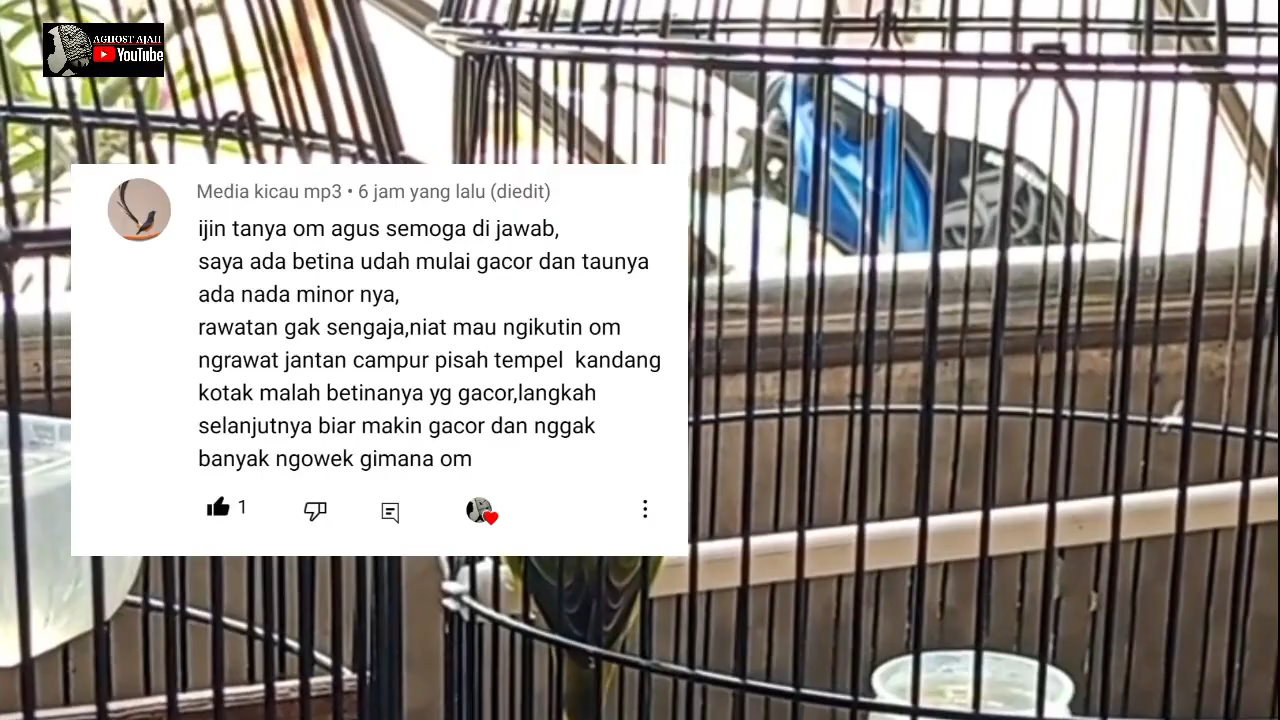 AGHOST AJAH
YouTube
Media kicau mp3 • 6 jam yang lalu (diedit)
ijin tanya om agus semoga di jawab,
saya ada betina udah mulai gacor dan taunya
ada nada minor nya,
rawatan gak sengaja,niat mau ngikutin om
ngrawat jantan campur pisah tempel kandang
kotak malah betinanya yg gacor,langkah
selanjutnya biar makin gacor dan nggak
banyak ngowek gimana om
1